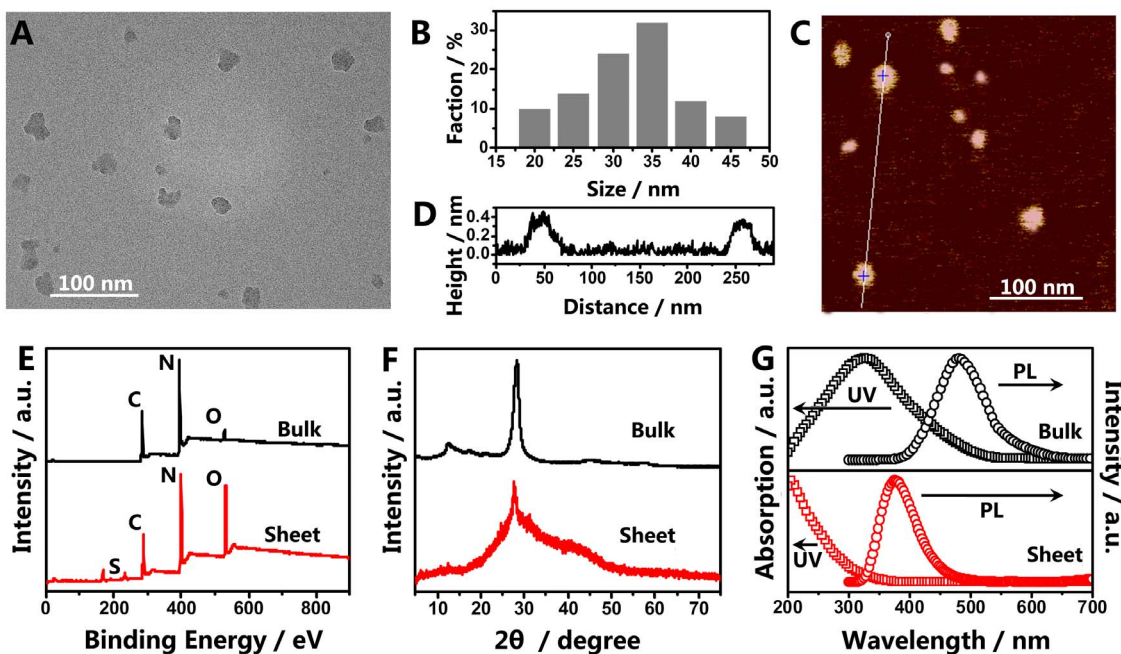 A
100 nm
B
Faction / %
30
20
10
0
15 20 25 30 35 40 45 50
Size / nm
C
100 nm
D
Height / nm
0.4
0.2
0.0
0 50 100 150 200 250
Distance / nm
E
Intensity / a.u.
N
C
O
Bulk
N
O
C
S
Sheet
0 200 400 600 800
Binding Energy / eV
F
Intensity / a.u.
Bulk
Sheet
10 20 30 40 50 60 70
2θ / degree
G
Absorption / a.u.
Intensity / a.u.
PL
UV
Bulk
PL
UV
Sheet
200 300 400 500 600 700
Wavelength / nm